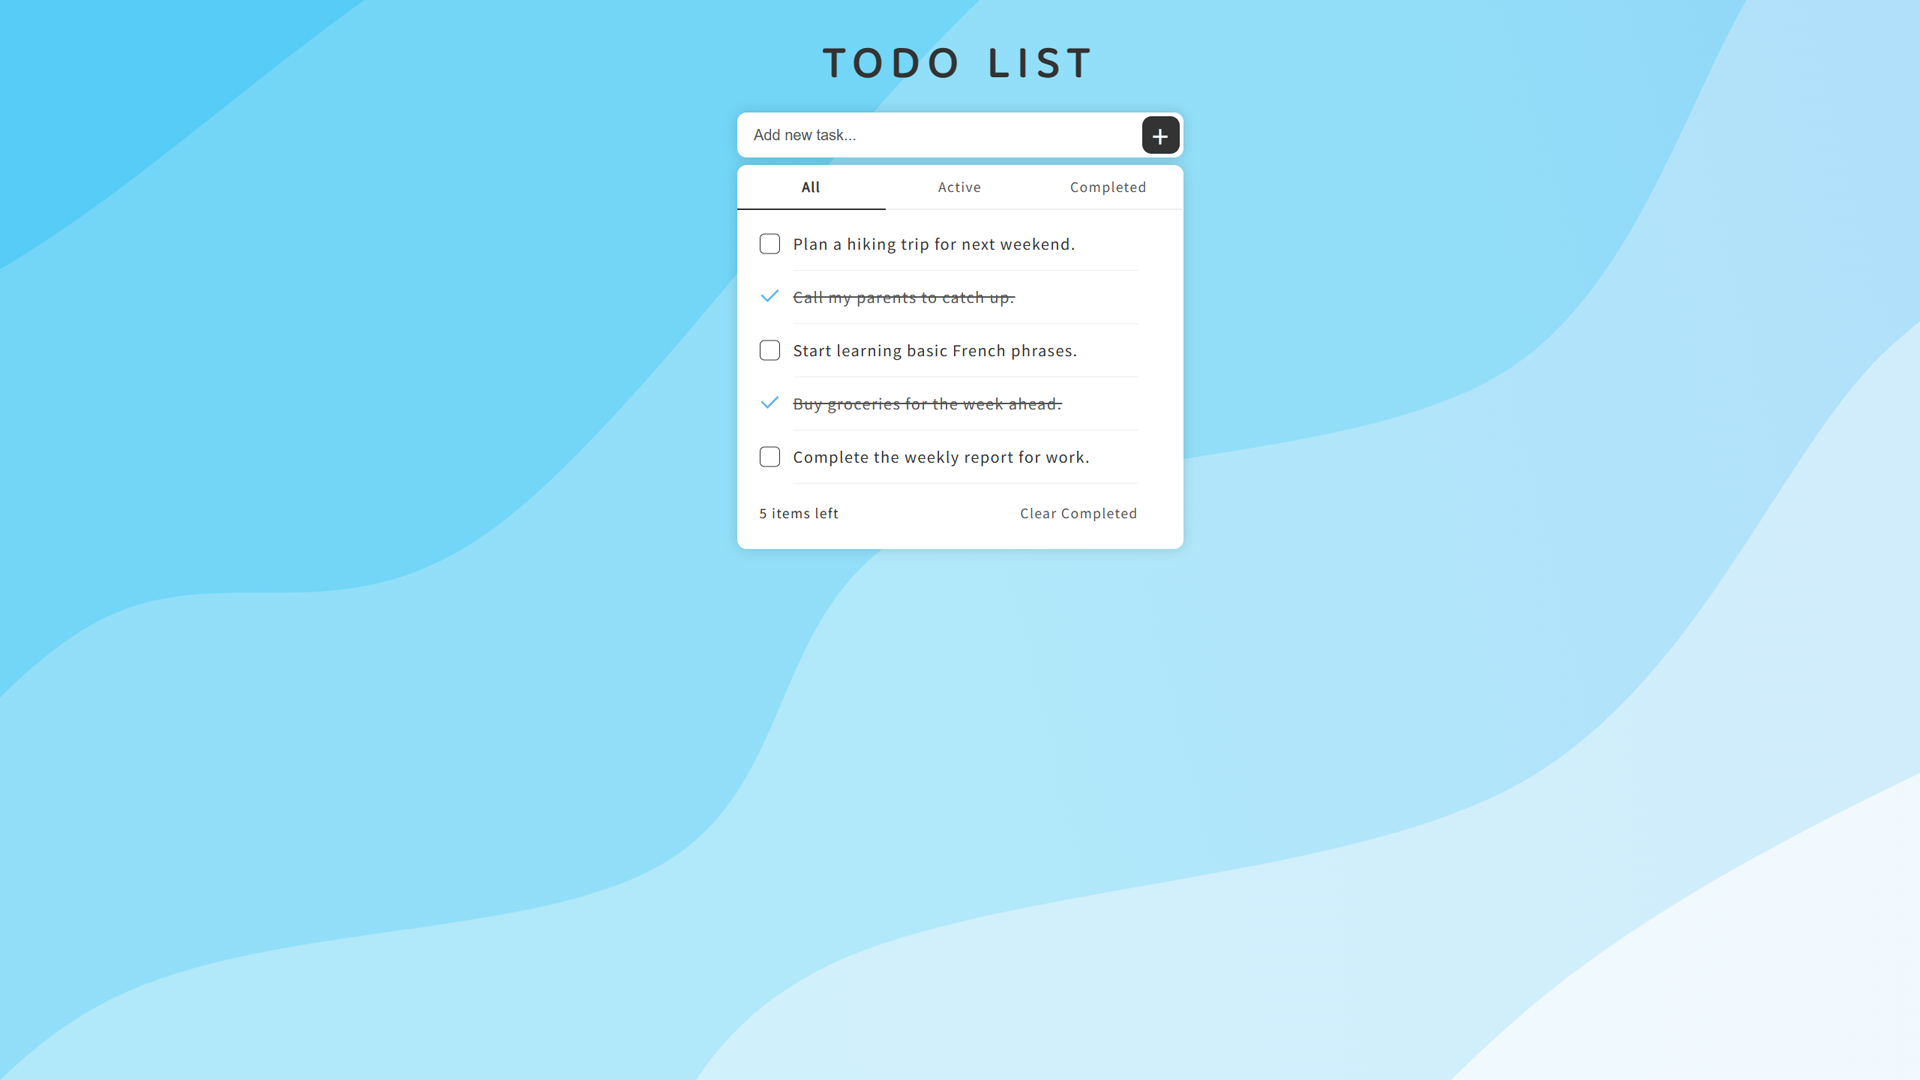 TODO LIST
Add new task...
+
All Active Completed
Plan a hiking trip for next weekend.
Call my parents to catch up.
Start learning basic French phrases.
Buy groceries for the week ahead.
Complete the weekly report for work.
5 items left Clear Completed